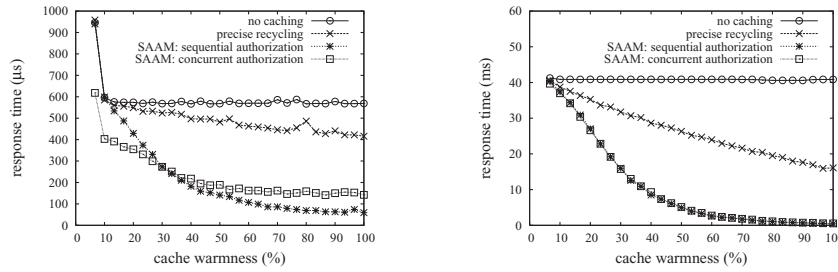 1000
900
800
700
600
500
400
300
200
100
0
response time (μs)
no caching
precise recycling
SAAM: sequential authorization
SAAM: concurrent authorization
0 10 20 30 40 50 60 70 80 90 100
cache warmness (%)
60
50
40
30
20
10
0
response time (ms)
no caching
precise recycling
SAAM: sequential authorization
SAAM: concurrent authorization
0 10 20 30 40 50 60 70 80 90 10
cache warmness (%)